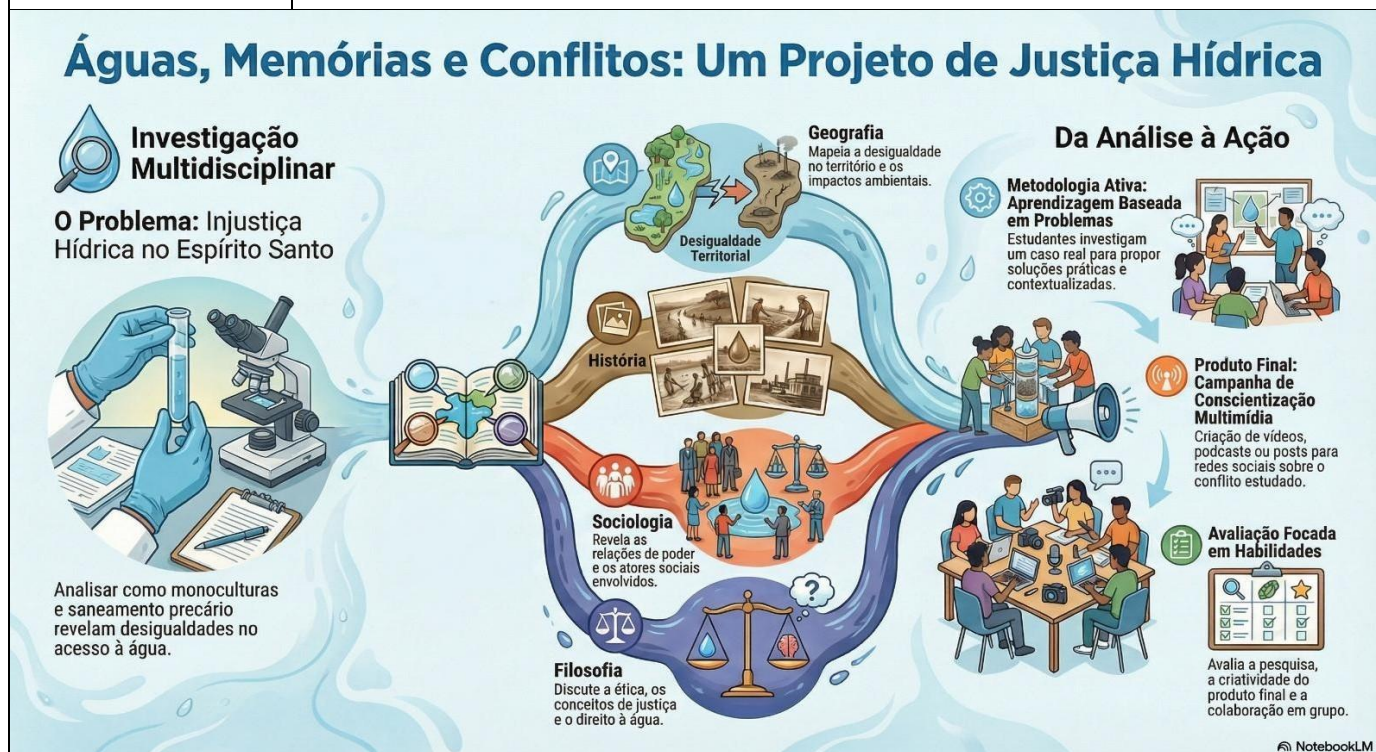 Águas, Memórias e Conflitos: Um Projeto de Justiça Hídrica
Investigação
Multidisciplinar
O Problema: Injustiça
Hídrica no Espírito Santo
Analisar como monoculturas
e saneamento precário
revelam desigualdades no
acesso à água.
Geografia
Mapeia a desigualdade
no território e os
impactos ambientais.
Desigualdade
Territorial
História
Sociologia
Revela as
relações de poder
e os atores sociais
envolvidos.
?
Filosofia
Discute a ética, os
conceitos de justiça
e o direito à água.
Da Análise à Ação
Metodologia Ativa:
Aprendizagem Baseada
em Problemas
Estudantes investigam
um caso real para propor
soluções práticas e
contextualizadas.
Produto Final:
Campanha de
Conscientização
Multimídia
Criação de vídeos,
podcasts ou posts para
redes sociais sobre o
conflito estudado.
Avaliação Focada
em Habilidades
Avalia a pesquisa,
a criatividade do
produto final e a
colaboração em grupo.
NotebookLM